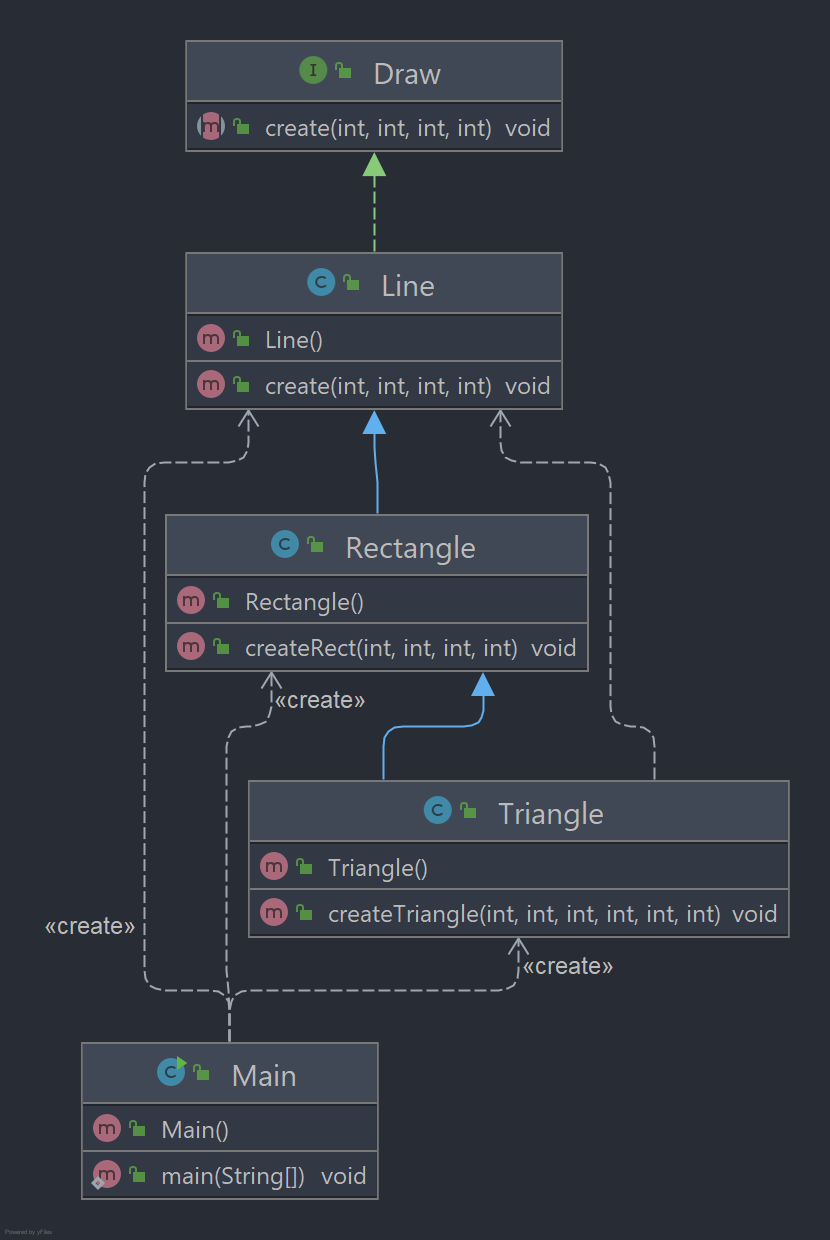 I Draw
m create(int, int, int, int) void
C Line
m Line()
m create(int, int, int, int) void
C Rectangle
m Rectangle()
m createRect(int, int, int, int) void
«create»
C Triangle
m Triangle()
m createTriangle(int, int, int, int, int, int) void
«create»
«create»
C Main
m Main()
m main(String[]) void
Powered by yFiles